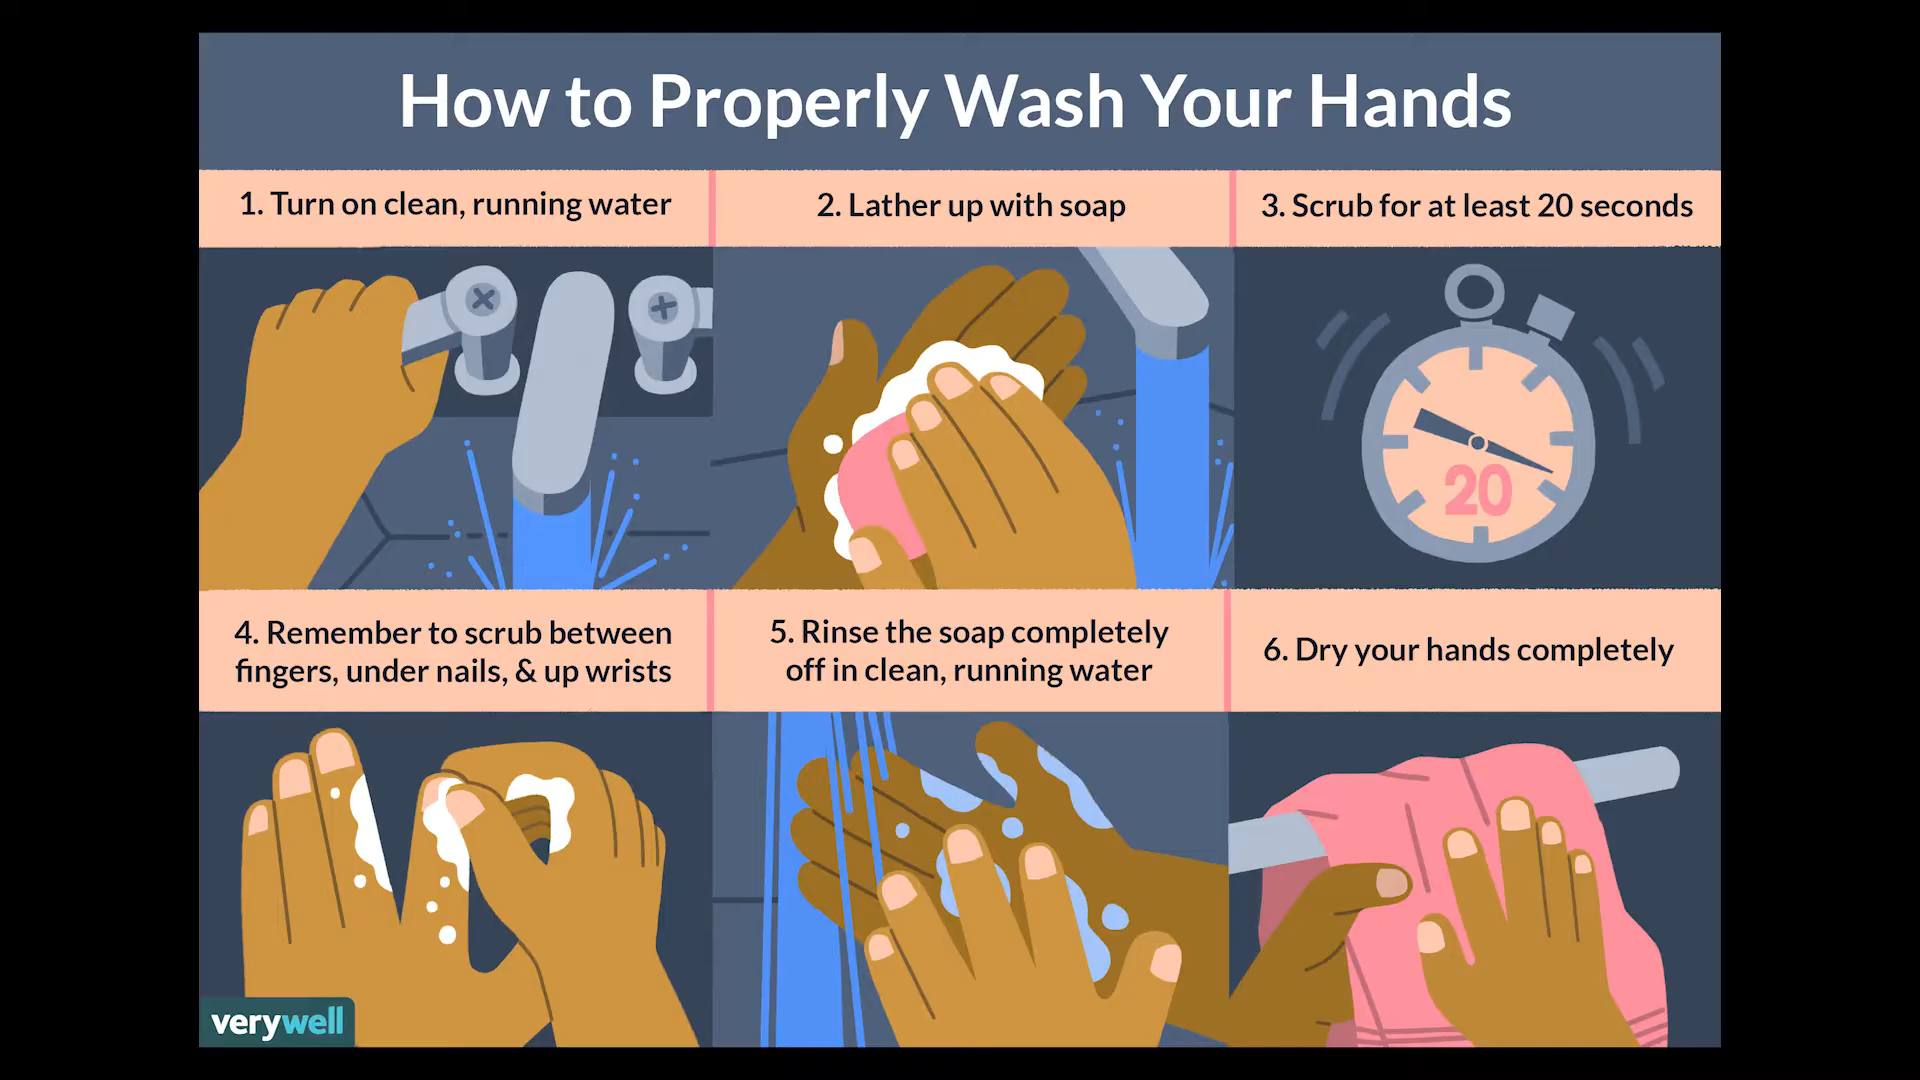 How to Properly Wash Your Hands
1. Turn on clean, running water
2. Lather up with soap
3. Scrub for at least 20 seconds
20
4. Remember to scrub between
fingers, under nails, & up wrists
5. Rinse the soap completely
off in clean, running water
6. Dry your hands completely
verywell